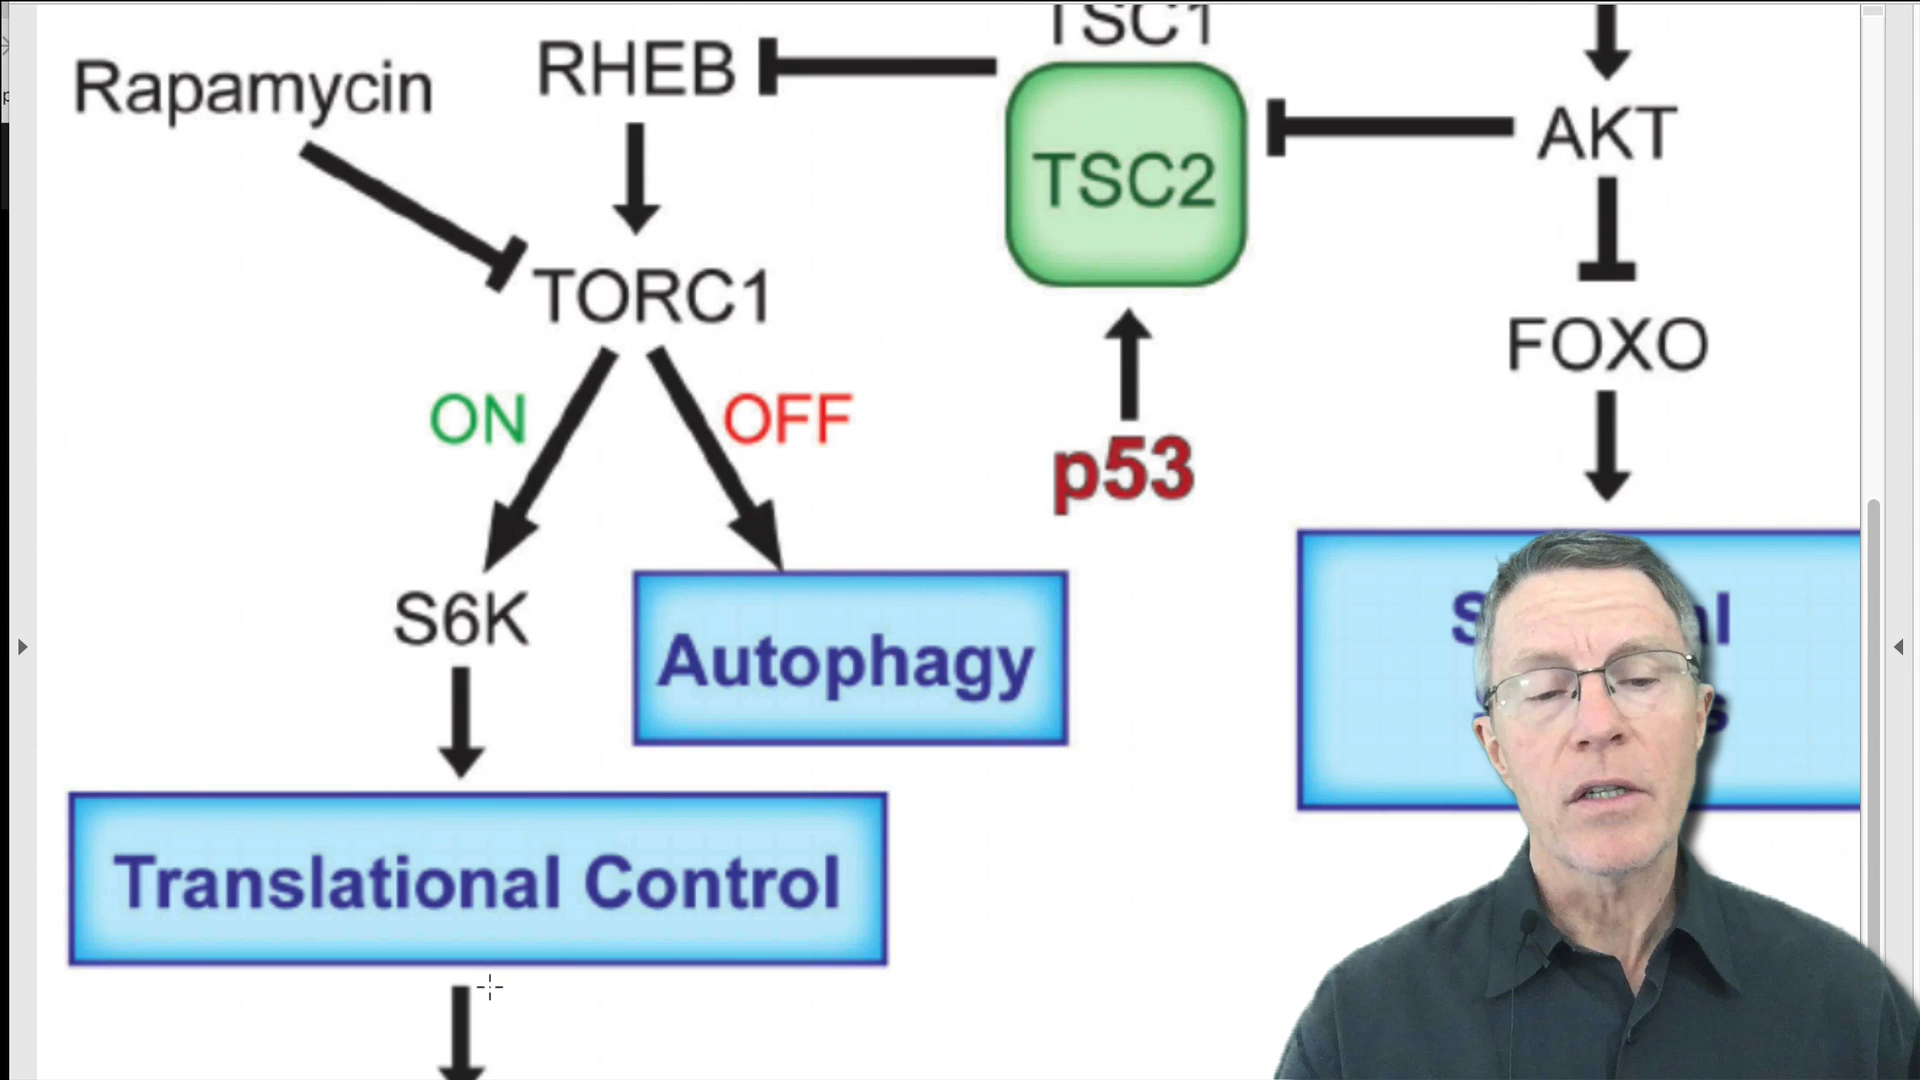 TSC1
RHEB
Rapamycin
AKT
TSC2
TORC1
FOXO
ON
OFF
p53
S6K
Autophagy
Translational Control